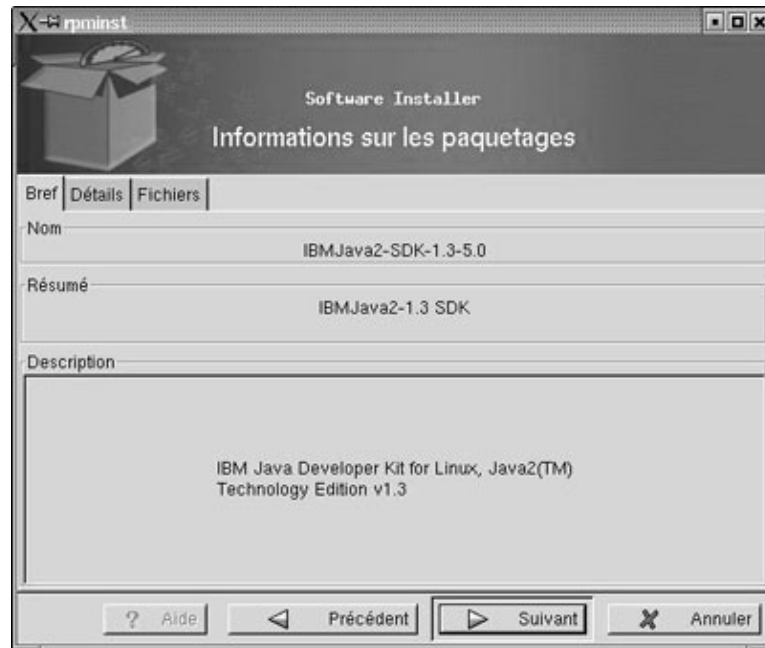 rpminst
Software Installer
Informations sur les paquetages
Bref Détails Fichiers
Nom
IBMJava2-SDK-1.3-5.0
Résumé
IBMJava2-1.3 SDK
Description
IBM Java Developer Kit for Linux, Java2(TM)
Technology Edition v1.3
? Aide Précédent Suivant Annuler